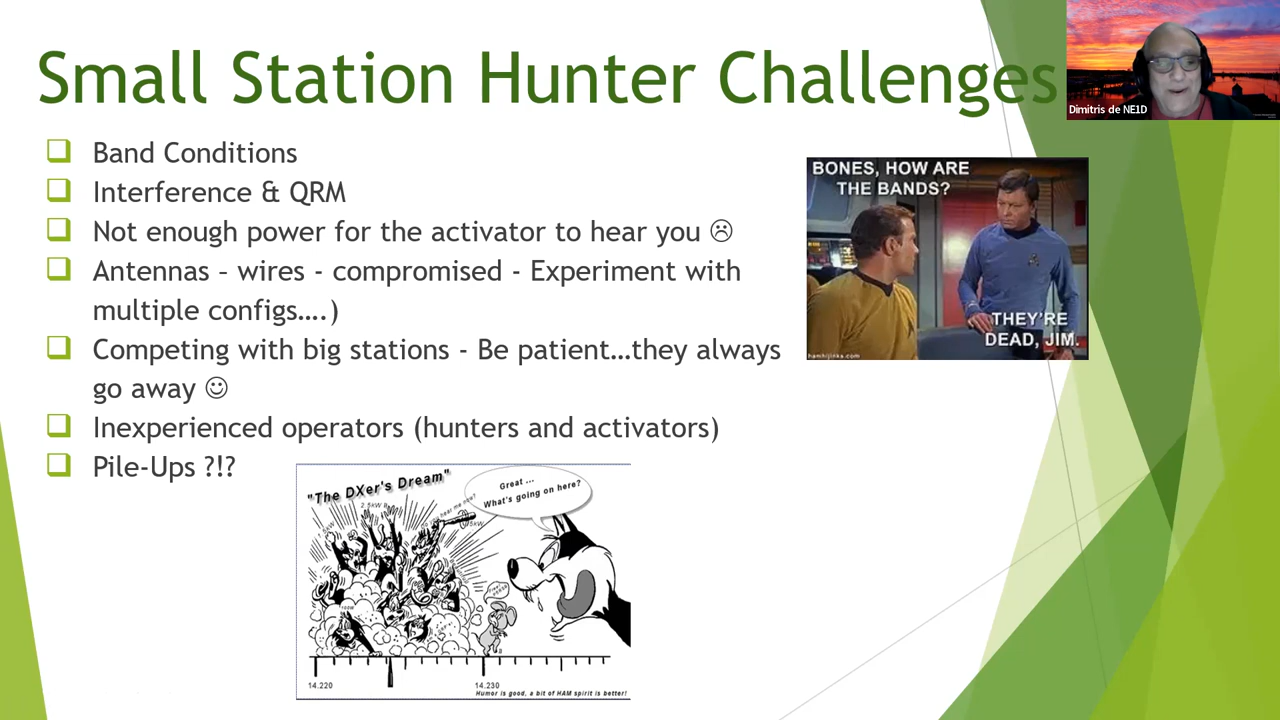 Small Station Hunter Challenges
Dimitris de NE1D
Band Conditions
Interference & QRM
Not enough power for the activator to hear you ☹
Antennas – wires - compromised - Experiment with
multiple configs….)
Competing with big stations - Be patient…they always
go away ☺
Inexperienced operators (hunters and activators)
Pile-Ups ?!?
BONES, HOW ARE
THE BANDS?
THEY'RE
DEAD, JIM.
hamhijinks.com
"The DXer's Dream"
Great ...
What's going on here?
14.220
14.230
Humor is good, a bit of HAM spirit is better!